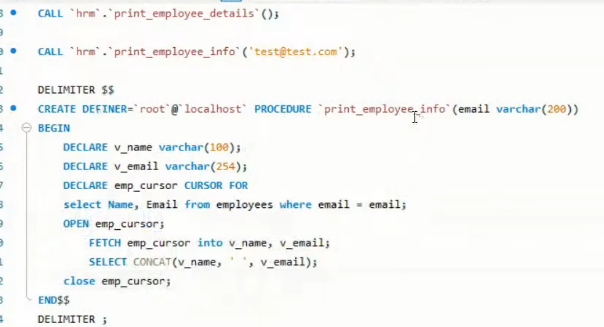 CALL `hrm`.`print_employee_details`();
CALL `hrm`.`print_employee_info`('test@test.com');
DELIMITER $$
CREATE DEFINER=`root`@`localhost` PROCEDURE `print_employee_info`(email varchar(200))
BEGIN
DECLARE v_name varchar(100);
DECLARE v_email varchar(254);
DECLARE emp_cursor CURSOR FOR
select Name, Email from employees where email = email;
OPEN emp_cursor;
FETCH emp_cursor into v_name, v_email;
SELECT CONCAT(v_name, ' ', v_email);
close emp_cursor;
END$$
DELIMITER ;